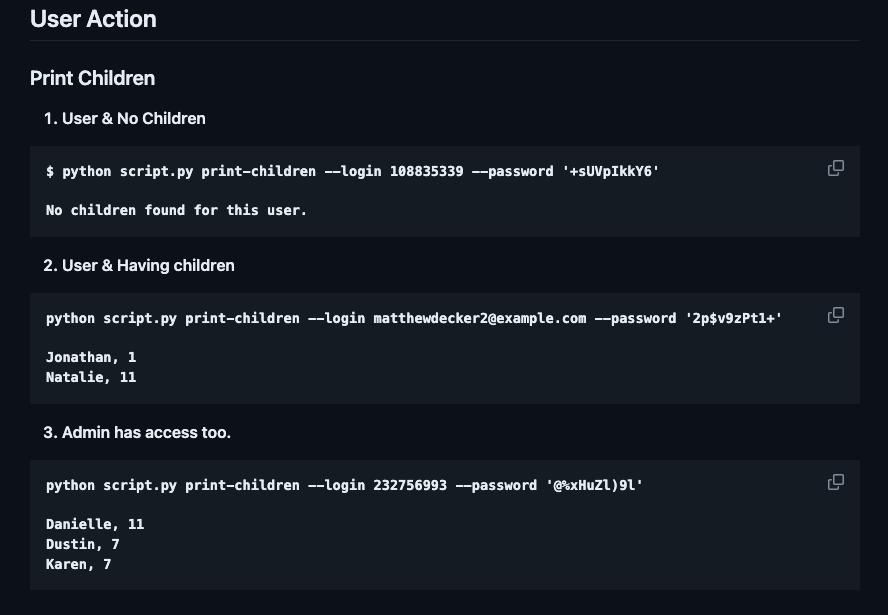 User Action
Print Children
1. User & No Children
$ python script.py print-children --login 108835339 --password '+sUVpIkkY6'
No children found for this user.
2. User & Having children
python script.py print-children --login matthewdecker2@example.com --password '2p$v9zPt1+'
Jonathan, 1
Natalie, 11
3. Admin has access too.
python script.py print-children --login 232756993 --password '@%xHuZl)9l'
Danielle, 11
Dustin, 7
Karen, 7